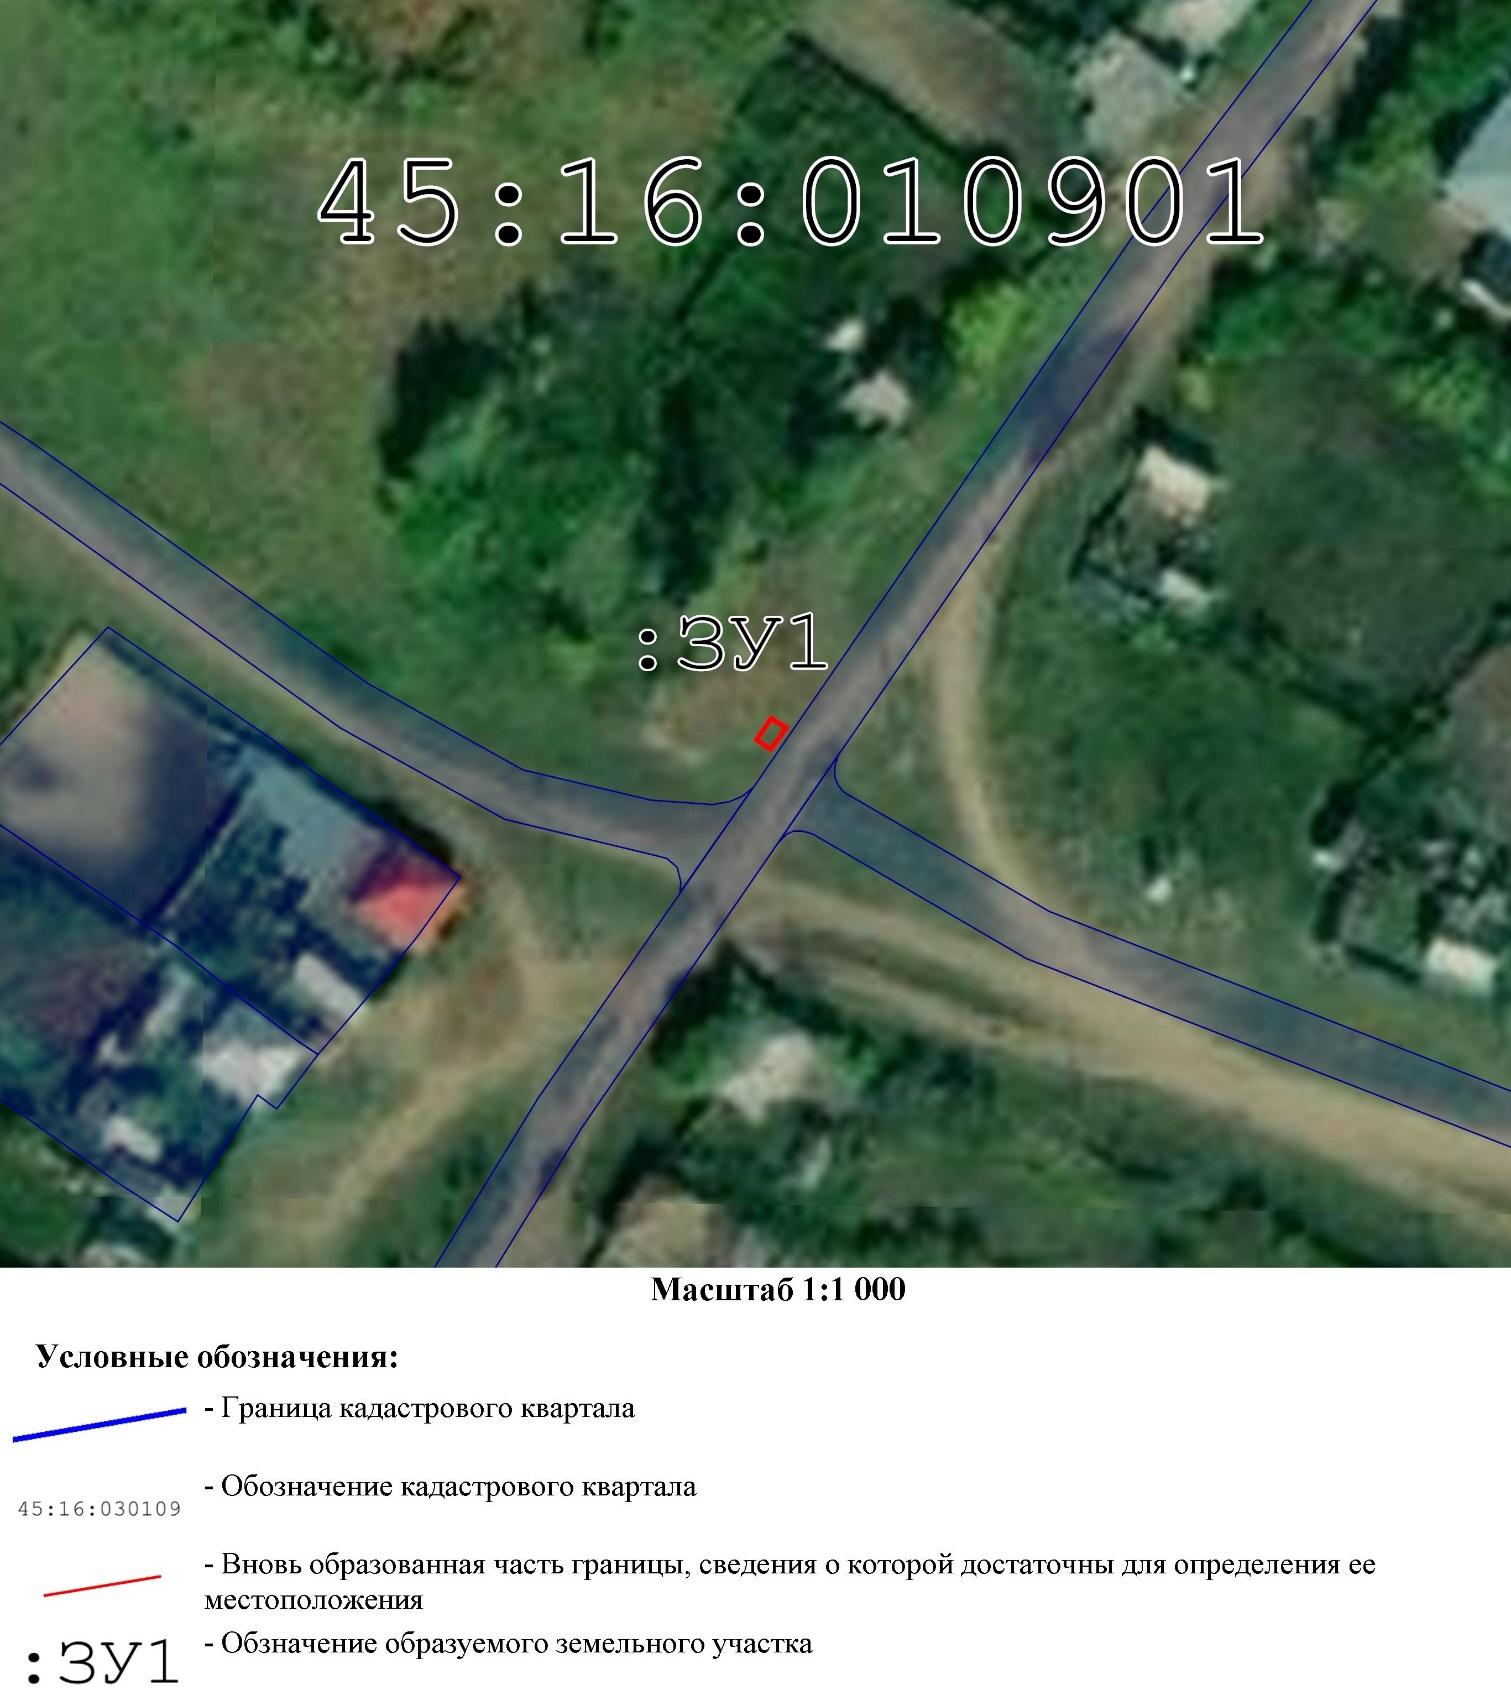 45:16:010901
:ЗУ1
Масштаб 1:1 000
Условные обозначения:
- Граница кадастрового квартала
- Обозначение кадастрового квартала
45:16:030109
- Вновь образованная часть границы, сведения о которой достаточны для определения ее
местоположения
- Обзначение образуемого земельного участка
:ЗУ1